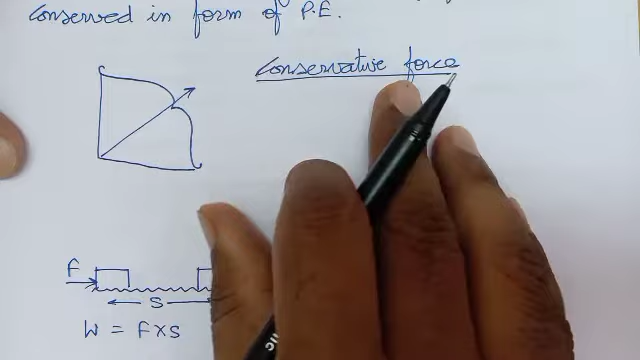 Conserved in form of P.E.
Conservative force
F
S
W = F×S